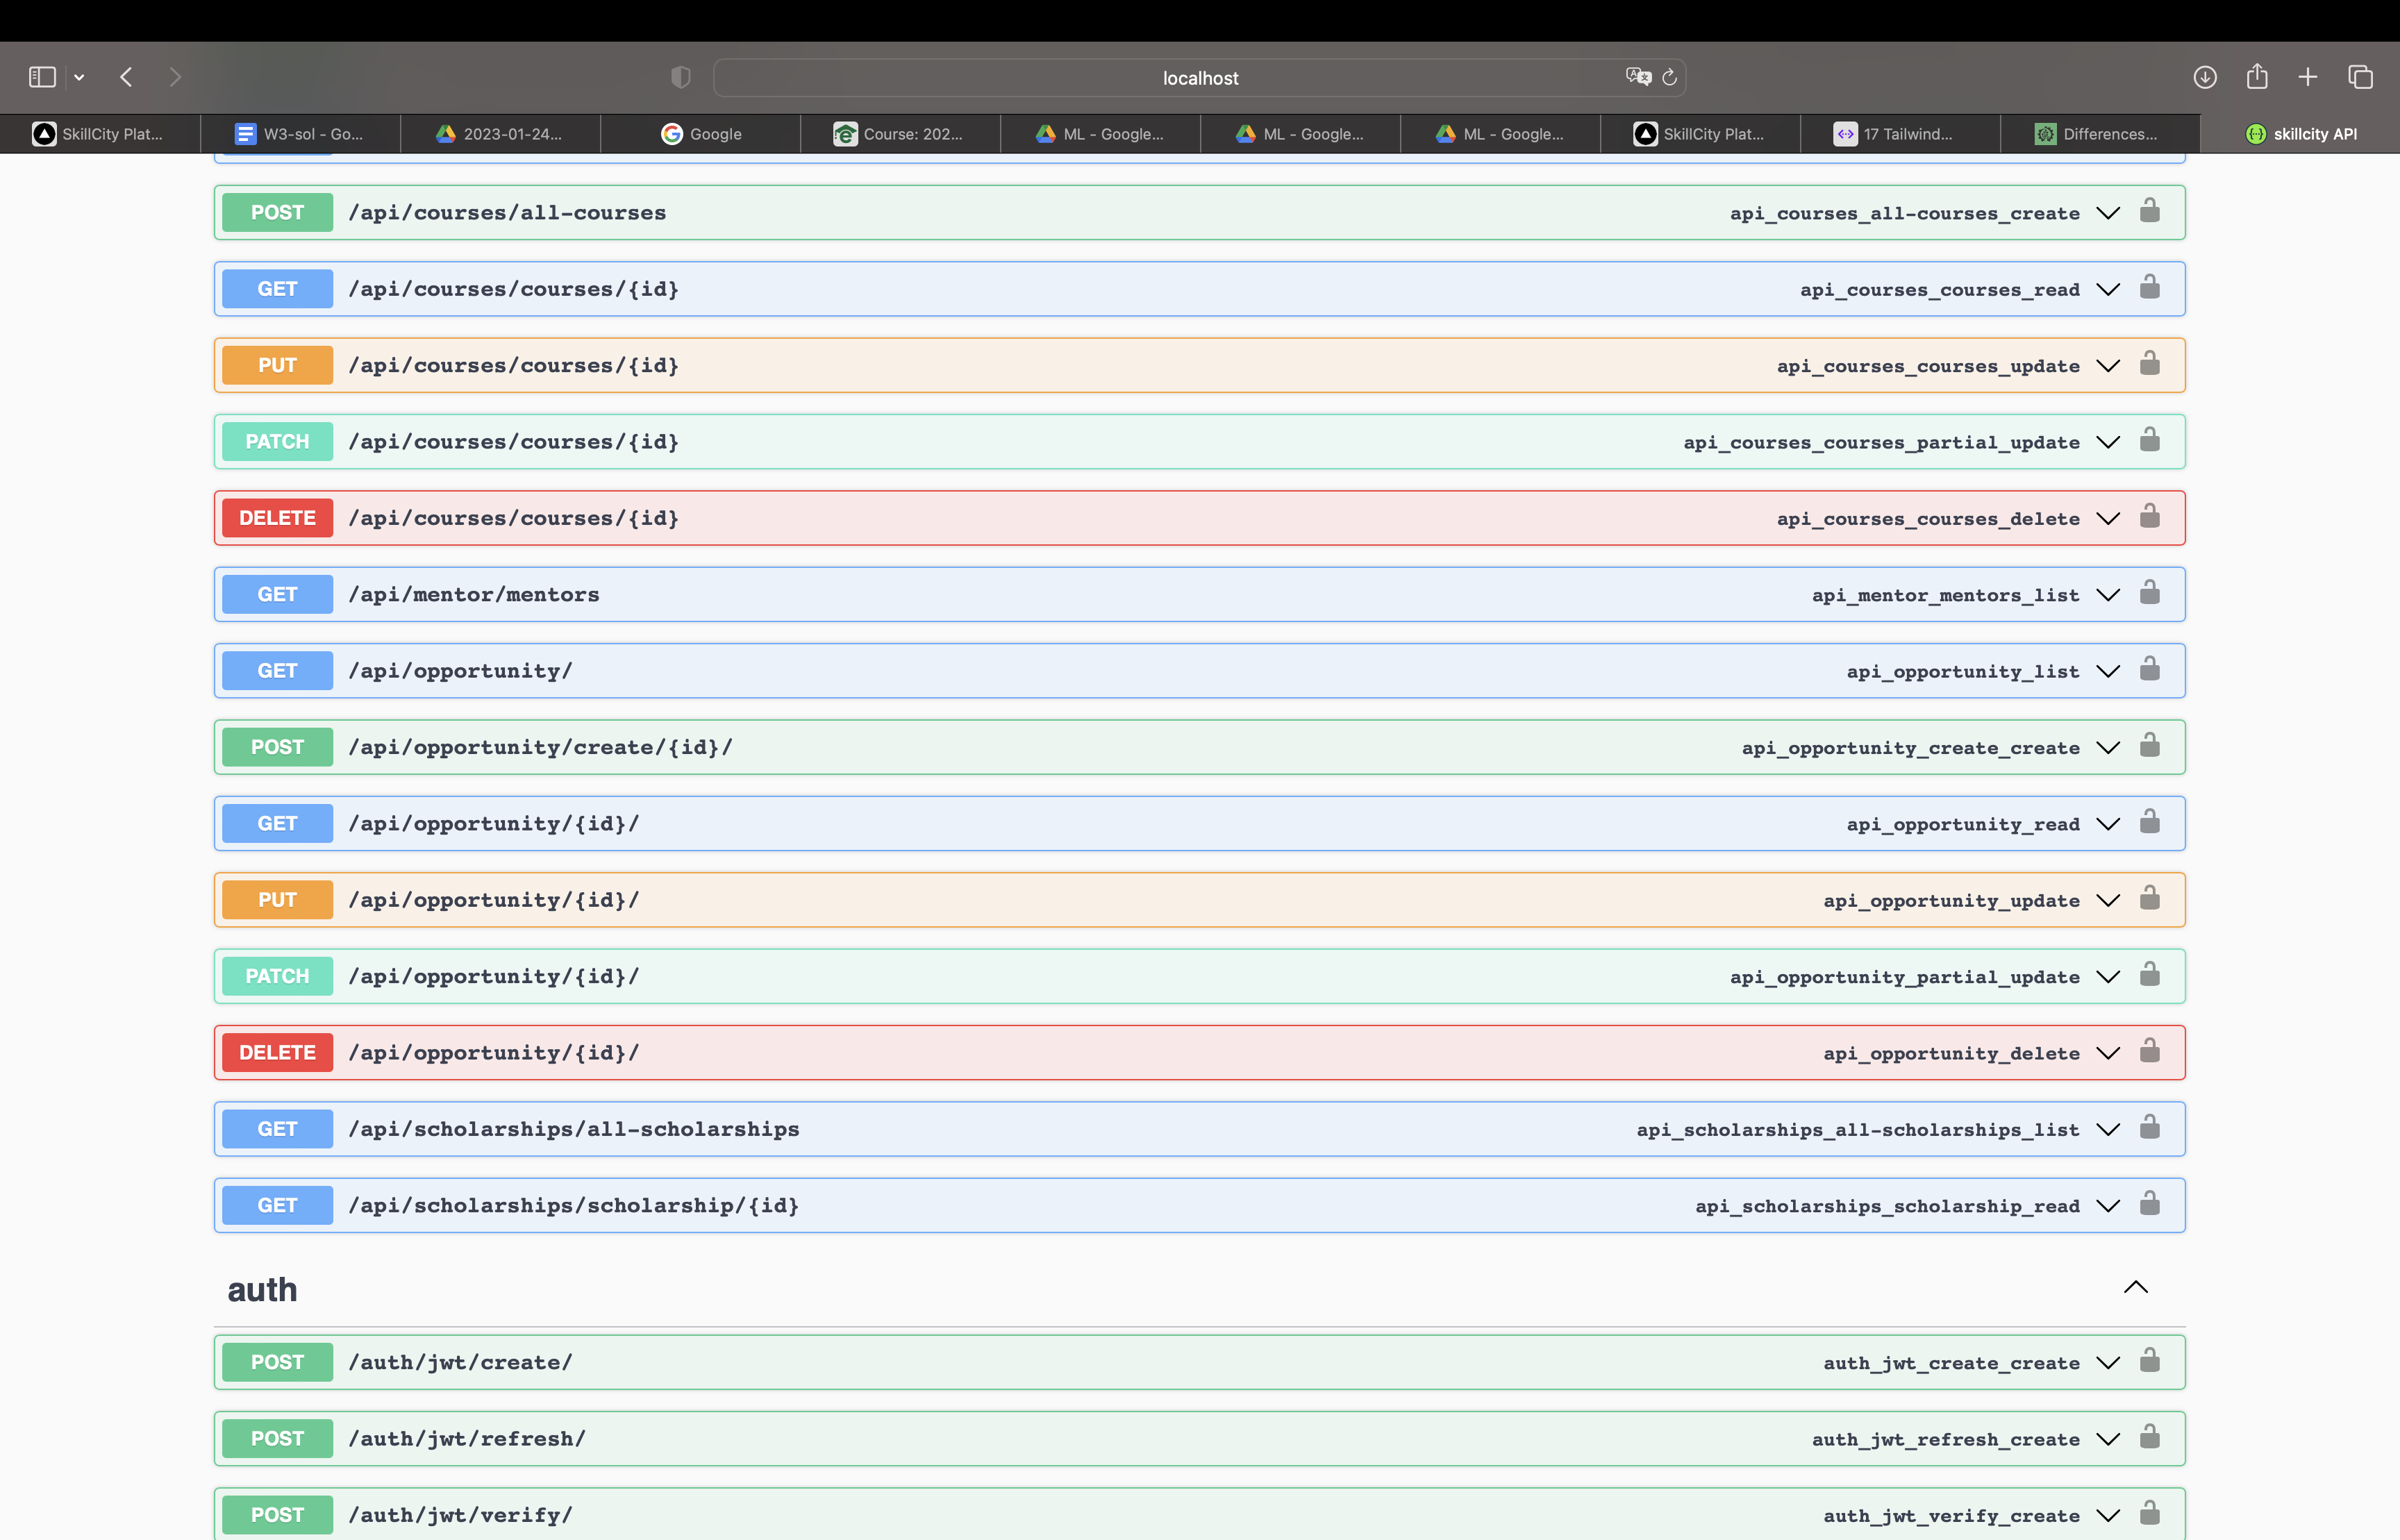 localhost
SkillCity Plat...
W3-sol - Go...
2023-01-24...
Google
Course: 202...
ML - Google...
ML - Google...
ML - Google...
SkillCity Plat...
17 Tailwind...
Differences...
skillcity API
POST /api/courses/all-courses api_courses_all-courses_create
GET /api/courses/courses/{id} api_courses_courses_read
PUT /api/courses/courses/{id} api_courses_courses_update
PATCH /api/courses/courses/{id} api_courses_courses_partial_update
DELETE /api/courses/courses/{id} api_courses_courses_delete
GET /api/mentor/mentors api_mentor_mentors_list
GET /api/opportunity/ api_opportunity_list
POST /api/opportunity/create/{id}/ api_opportunity_create_create
GET /api/opportunity/{id}/ api_opportunity_read
PUT /api/opportunity/{id}/ api_opportunity_update
PATCH /api/opportunity/{id}/ api_opportunity_partial_update
DELETE /api/opportunity/{id}/ api_opportunity_delete
GET /api/scholarships/all-scholarships api_scholarships_all-scholarships_list
GET /api/scholarships/scholarship/{id} api_scholarships_scholarship_read
auth
POST /auth/jwt/create/ auth_jwt_create_create
POST /auth/jwt/refresh/ auth_jwt_refresh_create
POST /auth/jwt/verify/ auth_jwt_verify_create